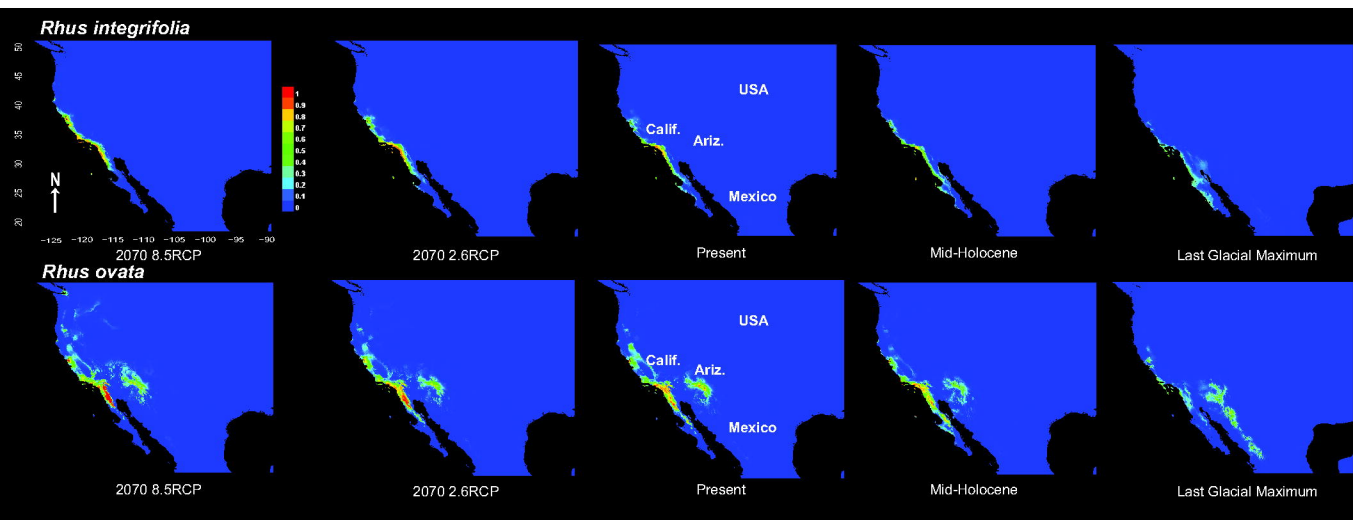 Rhus integrifolia
50
45
40
35
30
25
20
N
1
0.9
0.8
0.7
0.6
0.5
0.4
0.3
0.2
0.1
0
−125 −120 −115 −110 −105 −100 −95 −90
USA
Calif.
Ariz.
Mexico
2070 8.5RCP
2070 2.6RCP
Present
Mid-Holocene
Last Glacial Maximum
Rhus ovata
USA
Calif.
Ariz.
Mexico
2070 8.5RCP
2070 2.6RCP
Present
Mid-Holocene
Last Glacial Maximum